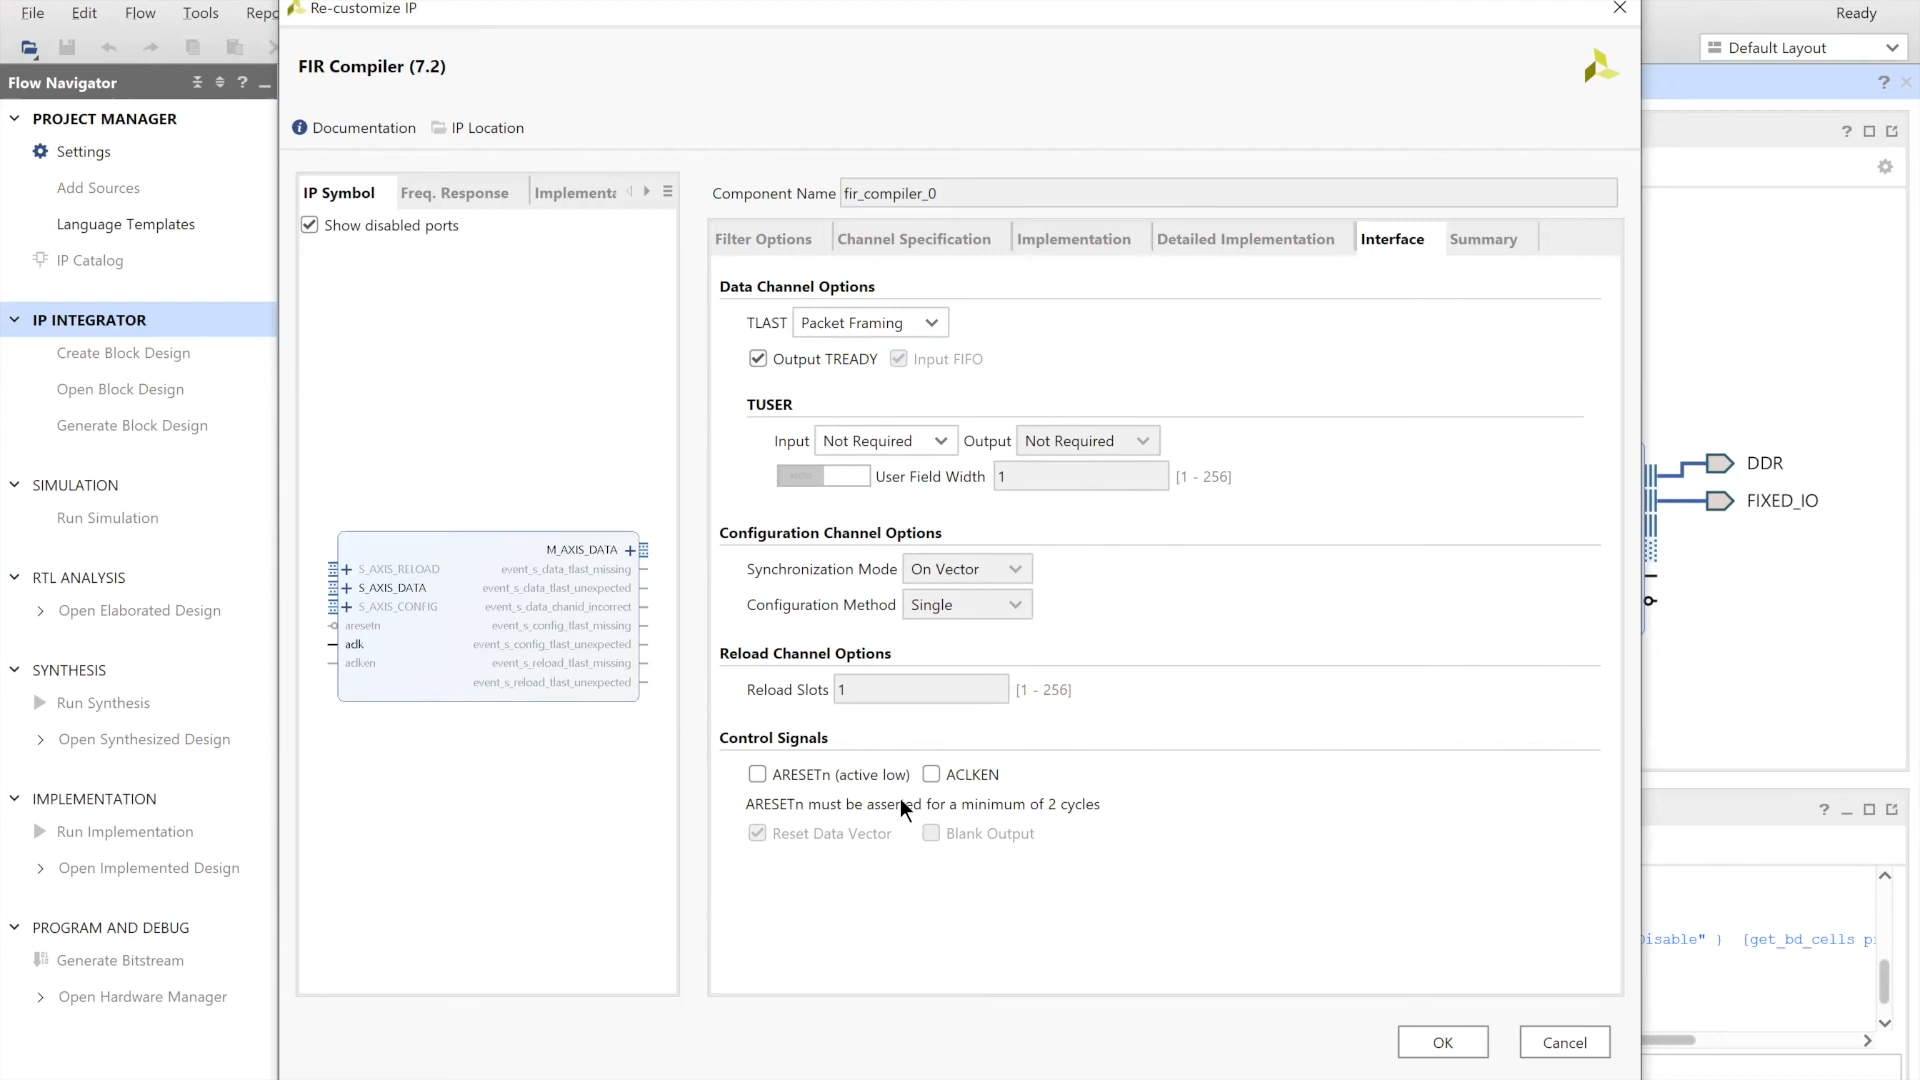 File Edit Flow Tools Repo
Re-customize IP
Ready
Default Layout
Flow Navigator
PROJECT MANAGER
Settings
Add Sources
Language Templates
IP Catalog
IP INTEGRATOR
Create Block Design
Open Block Design
Generate Block Design
SIMULATION
Run Simulation
RTL ANALYSIS
Open Elaborated Design
SYNTHESIS
Run Synthesis
Open Synthesized Design
IMPLEMENTATION
Run Implementation
Open Implemented Design
PROGRAM AND DEBUG
Generate Bitstream
Open Hardware Manager
FIR Compiler (7.2)
Documentation IP Location
IP Symbol Freq. Response Implementa
Show disabled ports
M_AXIS_DATA
S_AXIS_RELOAD event_s_data_tlast_missing
S_AXIS_DATA event_s_data_tlast_unexpected
S_AXIS_CONFIG event_s_data_chanid_incorrect
aresetn event_s_config_tlast_missing
aclk event_s_config_tlast_unexpected
aclken event_s_reload_tlast_missing
event_s_reload_tlast_unexpected
Component Name fir_compiler_0
Filter Options Channel Specification Implementation Detailed Implementation Interface Summary
Data Channel Options
TLAST Packet Framing
Output TREADY Input FIFO
TUSER
Input Not Required Output Not Required
AUTO User Field Width 1 [1 - 256]
Configuration Channel Options
Synchronization Mode On Vector
Configuration Method Single
Reload Channel Options
Reload Slots 1 [1 - 256]
Control Signals
ARESETn (active low) ACLKEN
ARESETn must be asserted for a minimum of 2 cycles
Reset Data Vector Blank Output
OK Cancel
DDR
FIXED_IO
Disable" } [get_bd_cells p